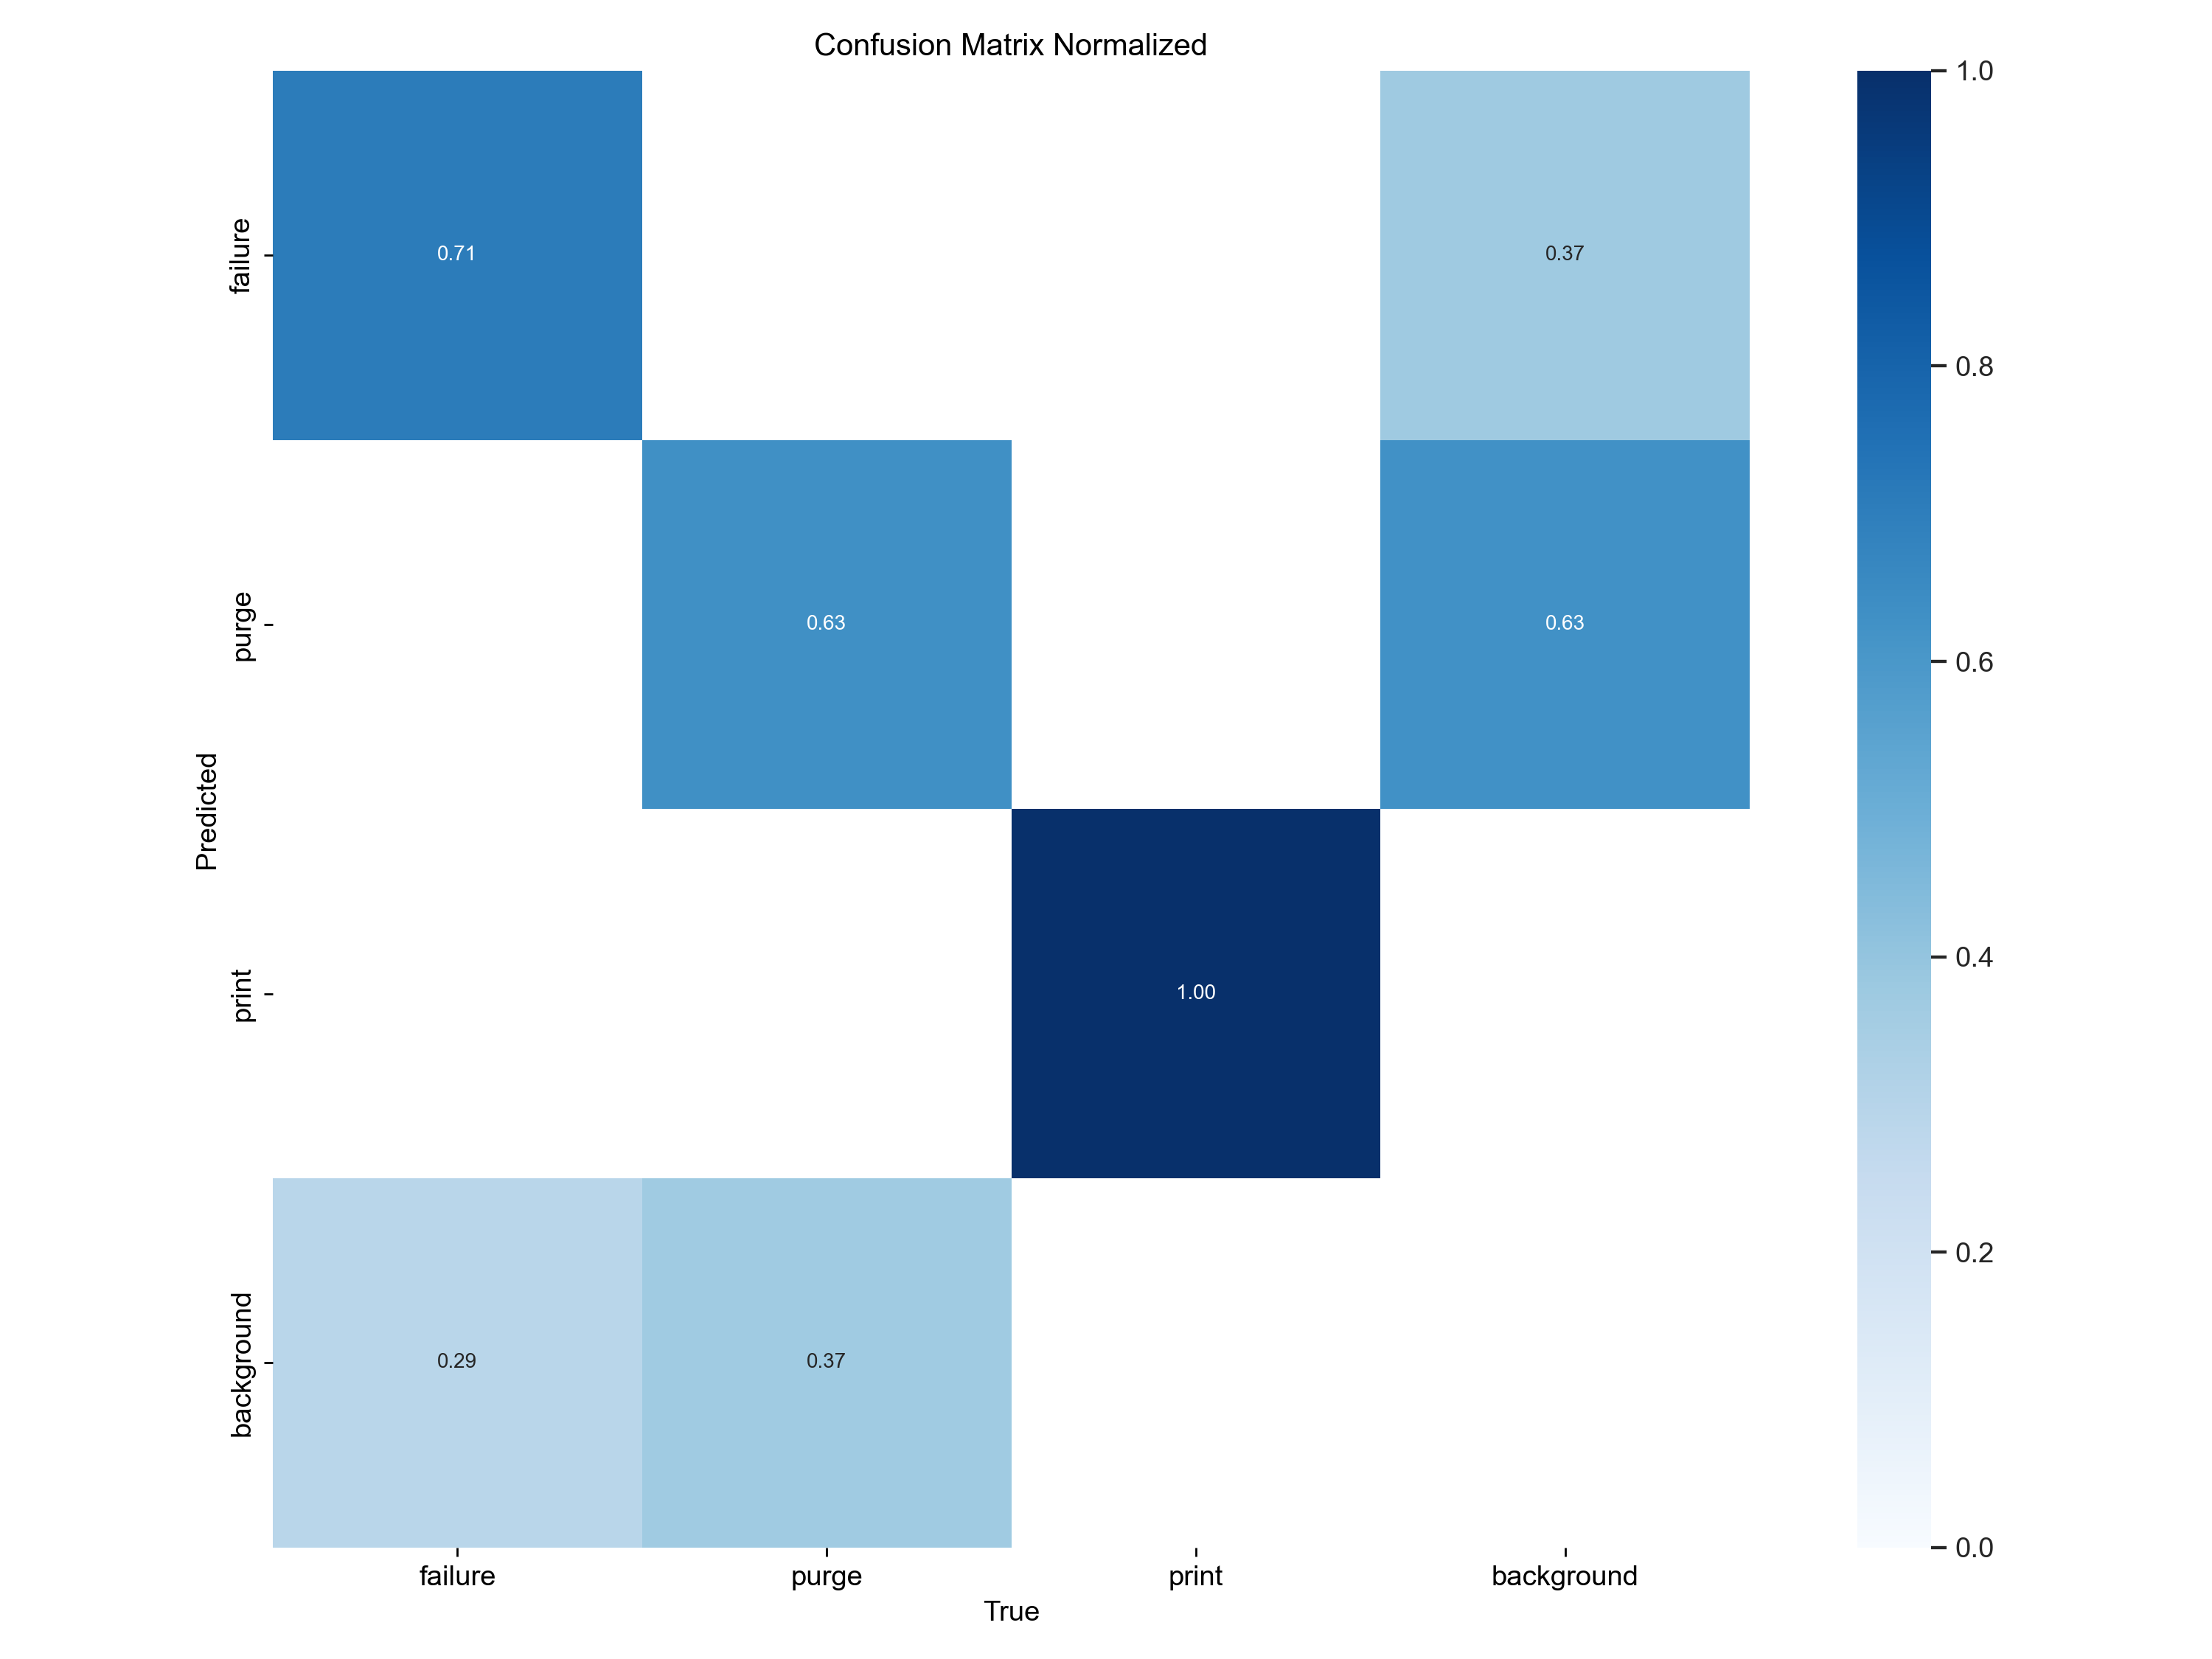 Confusion Matrix Normalized
failure
purge
print
background
Predicted
0.71
0.37
0.63
0.63
1.00
0.29
0.37
failure
purge
print
background
True
1.0
0.8
0.6
0.4
0.2
0.0